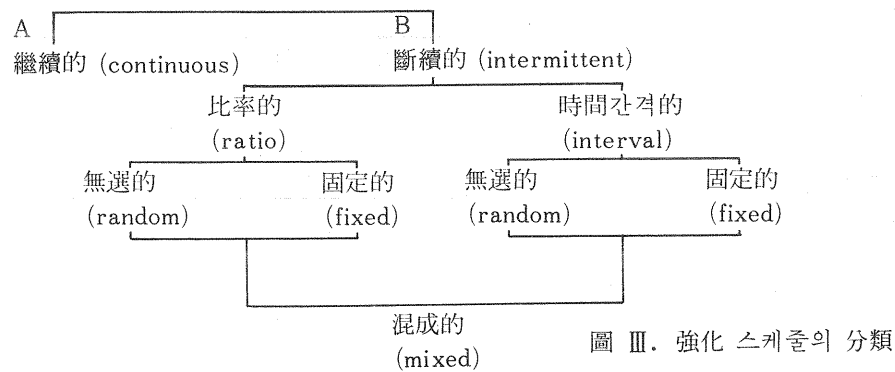 A B
繼續的 (continuous) 斷續的 (intermittent)
比率的 時間간격的
(ratio) (interval)
無選的 固定的 無選的 固定的
(random) (fixed) (random) (fixed)
混成的
(mixed)
圖 Ⅲ. 強化 스케줄의 分類